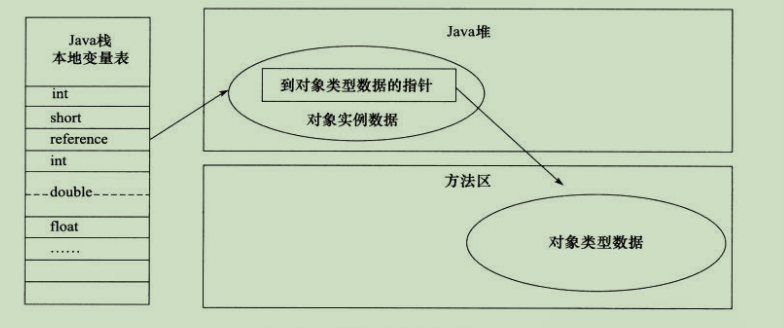 Java栈
本地变量表
int
short
reference
int
double
float
……
Java堆
到对象类型数据的指针
对象实例数据
方法区
对象类型数据